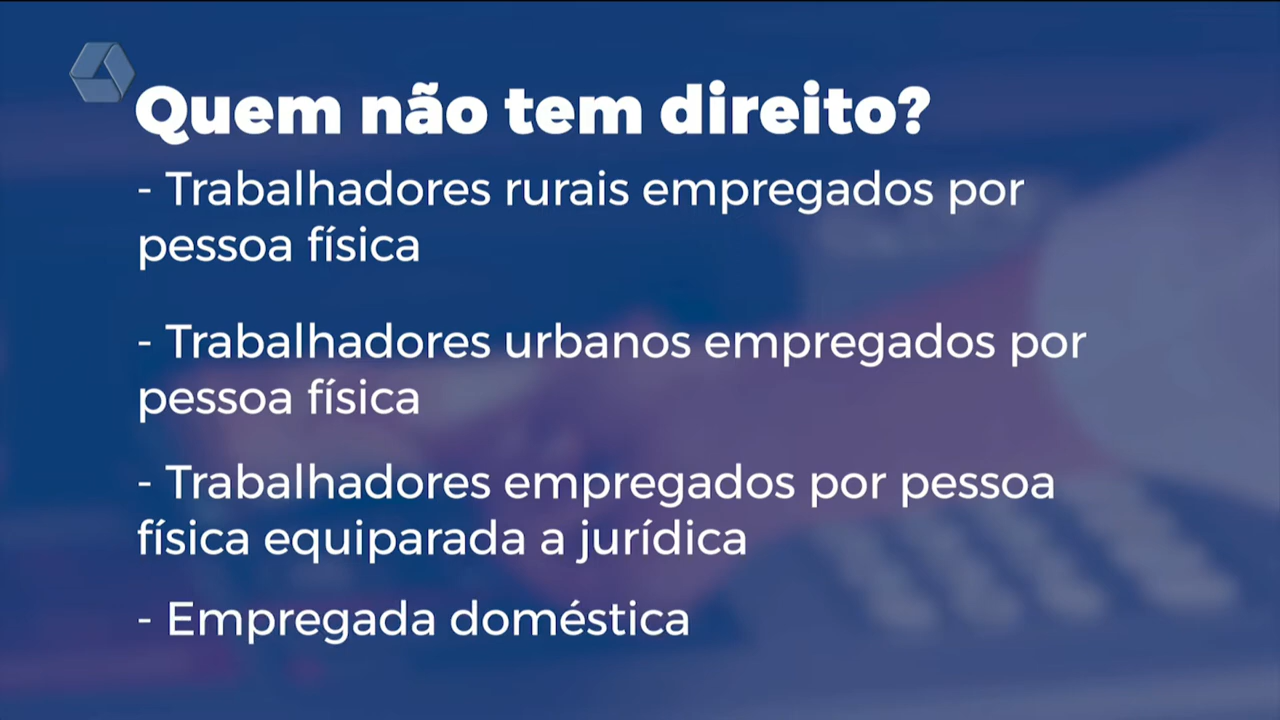 Quem não tem direito?
- Trabalhadores rurais empregados por
pessoa física
- Trabalhadores urbanos empregados por
pessoa física
- Trabalhadores empregados por pessoa
física equiparada a jurídica
- Empregada doméstica